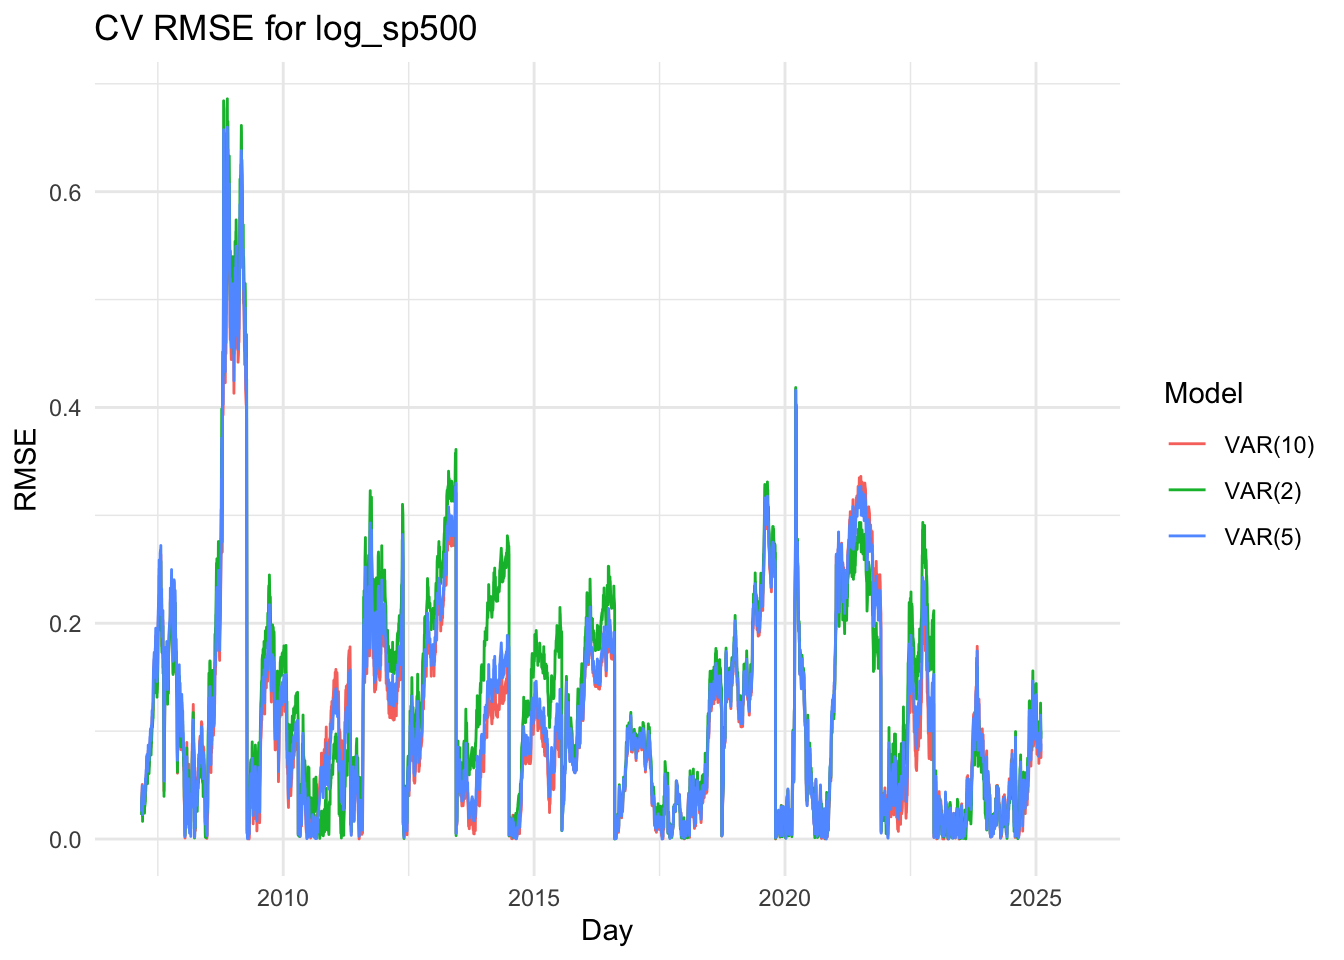 CV RMSE for log_sp500
RMSE
0.6
0.4
0.2
0.0
2010
2015
2020
2025
Day
Model
VAR(10)
VAR(2)
VAR(5)